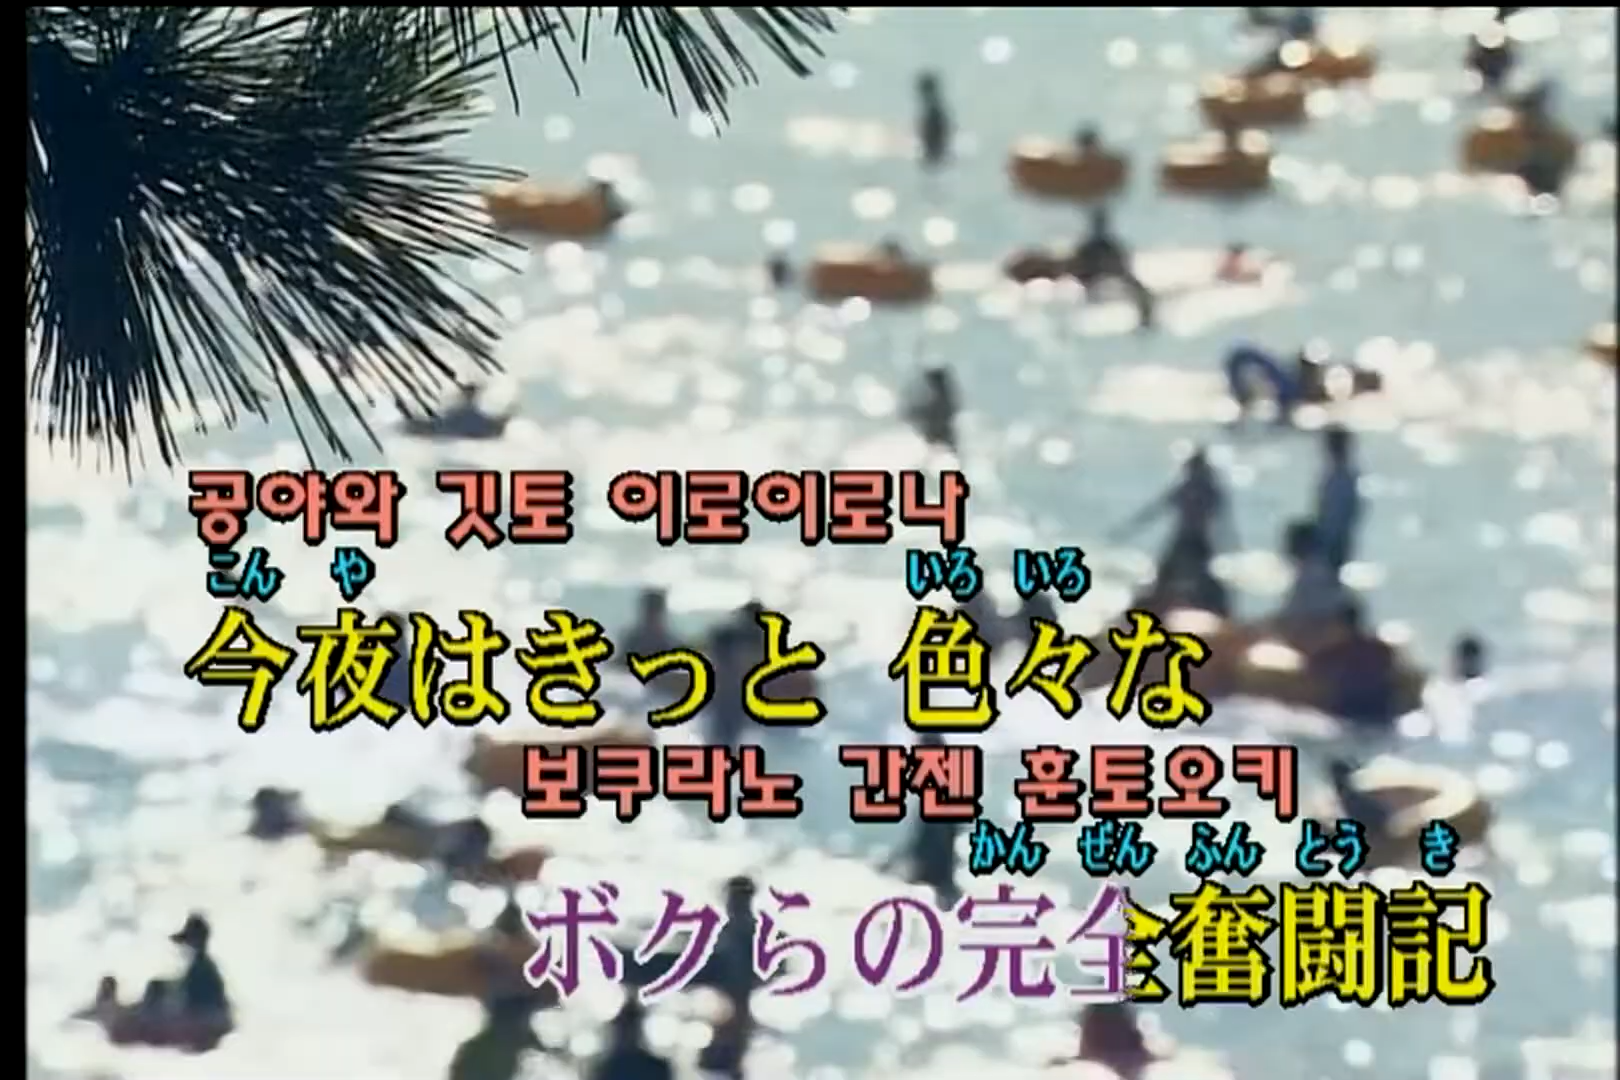 공야와 깃토 이로이로나
こん や いろ いろ
今夜はきっと 色々な
보쿠라노 간젠 훈토오키
かん ぜん ふん とう き
ボクらの完全奮闘記